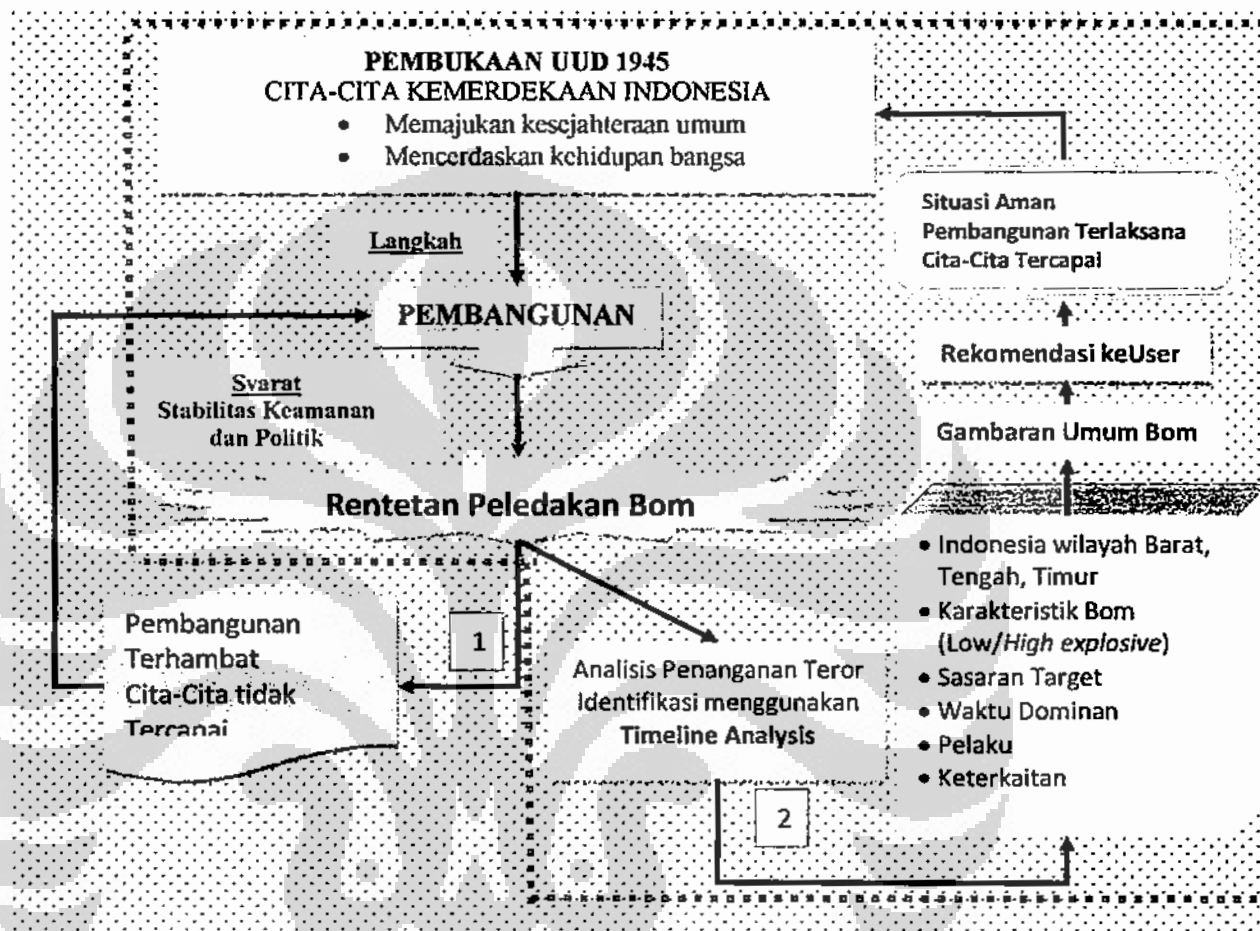 PEMBUKAAN UUD 1945
CITA-CITA KEMERDEKAAN INDONESIA
• Memajukan kesejahteraan umum
• Mencerdaskan kehidupan bangsa
Langkah
PEMBANGUNAN
Syarat
Stabilitas Keamanan
dan Politik
Rentetan Peledakan Bom
1
Pembangunan
Terhambat
Cita-Cita tidak
Tercapai
Analisis Penanganan Teror
Identifikasi menggunakan
Timeline Analysis
2
• Indonesia wilayah Barat,
Tengah, Timur
• Karakteristik Bom
(Low/High explosive)
• Sasaran Target
• Waktu Dominan
• Pelaku
• Keterkaitan
Gambaran Umum Bom
Rekomendasi keUser
Situasi Aman
Pembangunan Terlaksana
Cita-Cita Tercapai